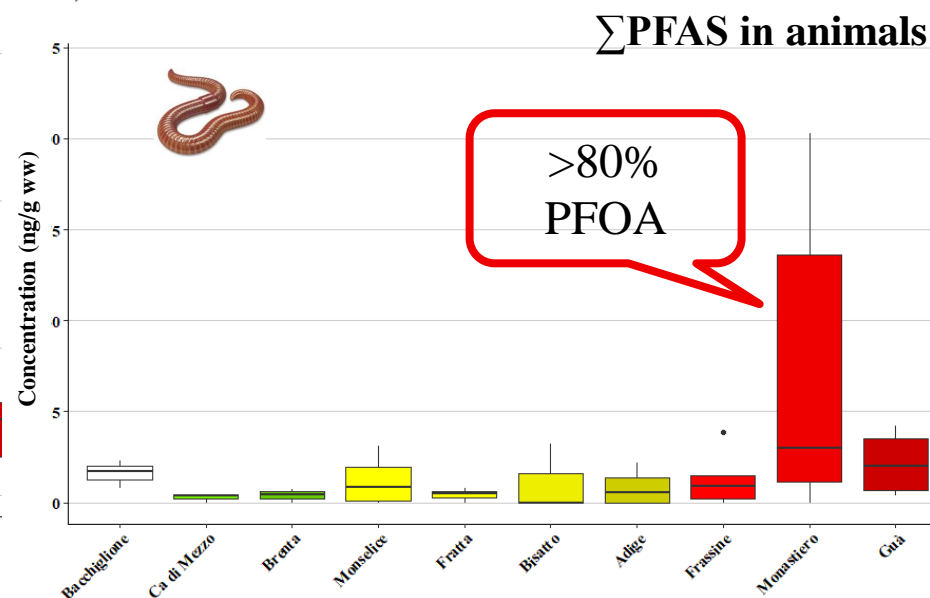 ∑PFAS in animals
>80%
PFOA
Concentration (ng/g ww)
5
0
5
0
5
0
Bacchiglione
Ca di Mezzo
Brenta
Monselice
Fratta
Bisatto
Adige
Frassine
Monastiero
Guà